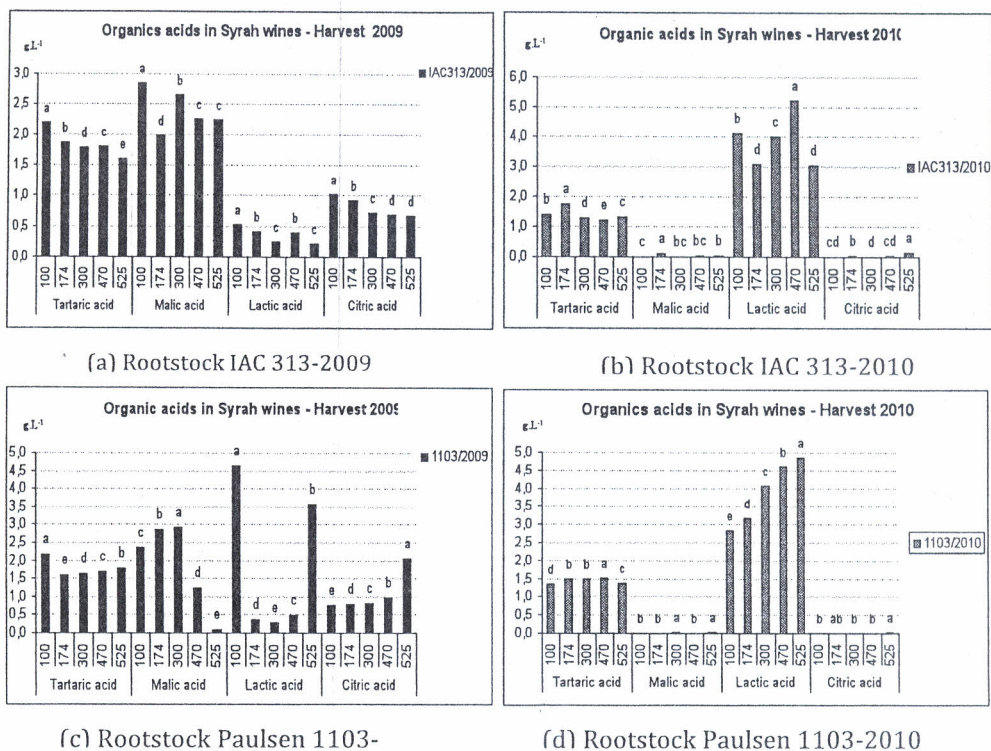 Organics acids in Syrah wines - Harvest 2009
g.L⁻¹
3,0
2,5
2,0
1,5
1,0
0,5
0,0
a b d c e a d b c c a b c b c a b c d d
IAC313/2009
100 174 300 470 525 100 174 300 470 525 100 174 300 470 525 100 174 300 470 525
Tartaric acid Malic acid Lactic acid Citric acid
(a) Rootstock IAC 313-2009
Organic acids in Syrah wines - Harvest 2010
g.L⁻¹
6,0
5,0
4,0
3,0
2,0
1,0
0,0
b a d e c c a bc bc b b d c a d cd b d cd a
IAC313/2010
100 174 300 470 525 100 174 300 470 525 100 174 300 470 525 100 174 300 470 525
Tartaric acid Malic acid Lactic acid Citric acid
(b) Rootstock IAC 313-2010
Organic acids in Syrah wines - Harvest 2009
g.L⁻¹
5,0
4,5
4,0
3,5
3,0
2,5
2,0
1,5
1,0
0,5
0,0
a e d c b c b a d e a d e c b d c c b a
1103/2009
100 174 300 470 525 100 174 300 470 525 100 174 300 470 525 100 174 300 470 525
Tartaric acid Malic acid Lactic acid Citric acid
(c) Rootstock Paulsen 1103-
Organics acids in Syrah wines - Harvest 2010
g.L⁻¹
5,0
4,5
4,0
3,5
3,0
2,5
2,0
1,5
1,0
0,5
0,0
d b b a c b b a b a e d c b a b ab b b a
1103/2010
100 174 300 470 525 100 174 300 470 525 100 174 300 470 525 100 174 300 470 525
Tartaric acid Malic acid Lactic acid Citric acid
(d) Rootstock Paulsen 1103-2010